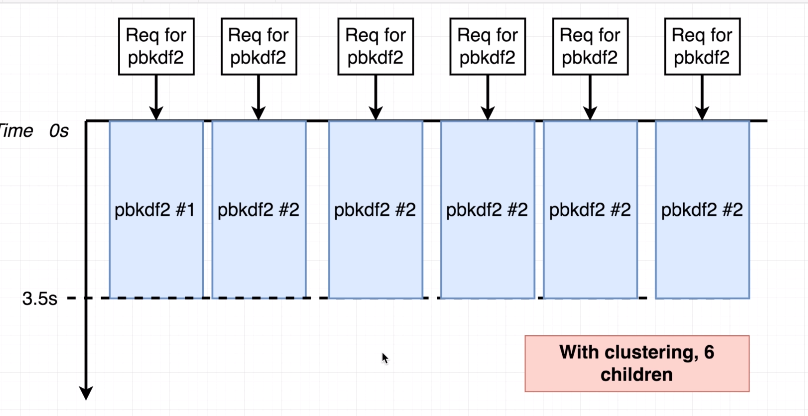 Req for
pbkdf2
Req for
pbkdf2
Req for
pbkdf2
Req for
pbkdf2
Req for
pbkdf2
Req for
pbkdf2
Time 0s
pbkdf2 #1
pbkdf2 #2
pbkdf2 #2
pbkdf2 #2
pbkdf2 #2
pbkdf2 #2
3.5s
With clustering, 6
children